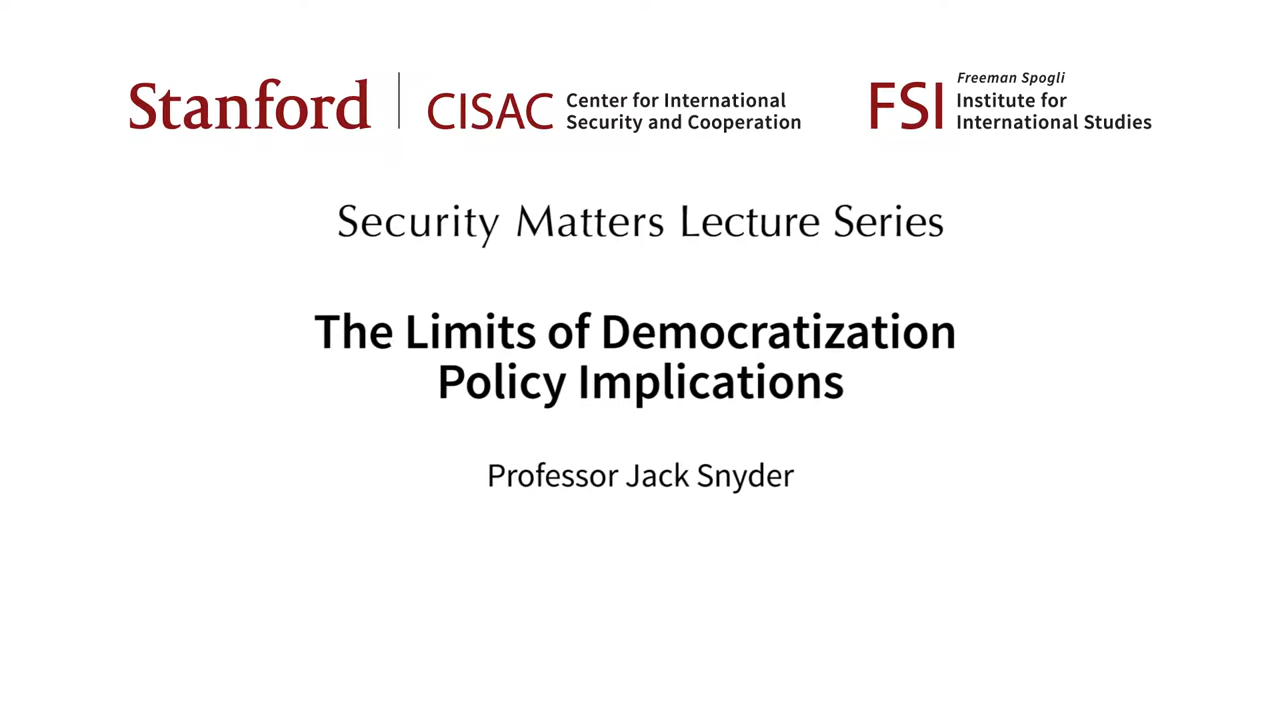 Stanford
CISAC
Center for International
Security and Cooperation
FSI
Freeman Spogli
Institute for
International Studies
Security Matters Lecture Series
The Limits of Democratization
Policy Implications
Professor Jack Snyder